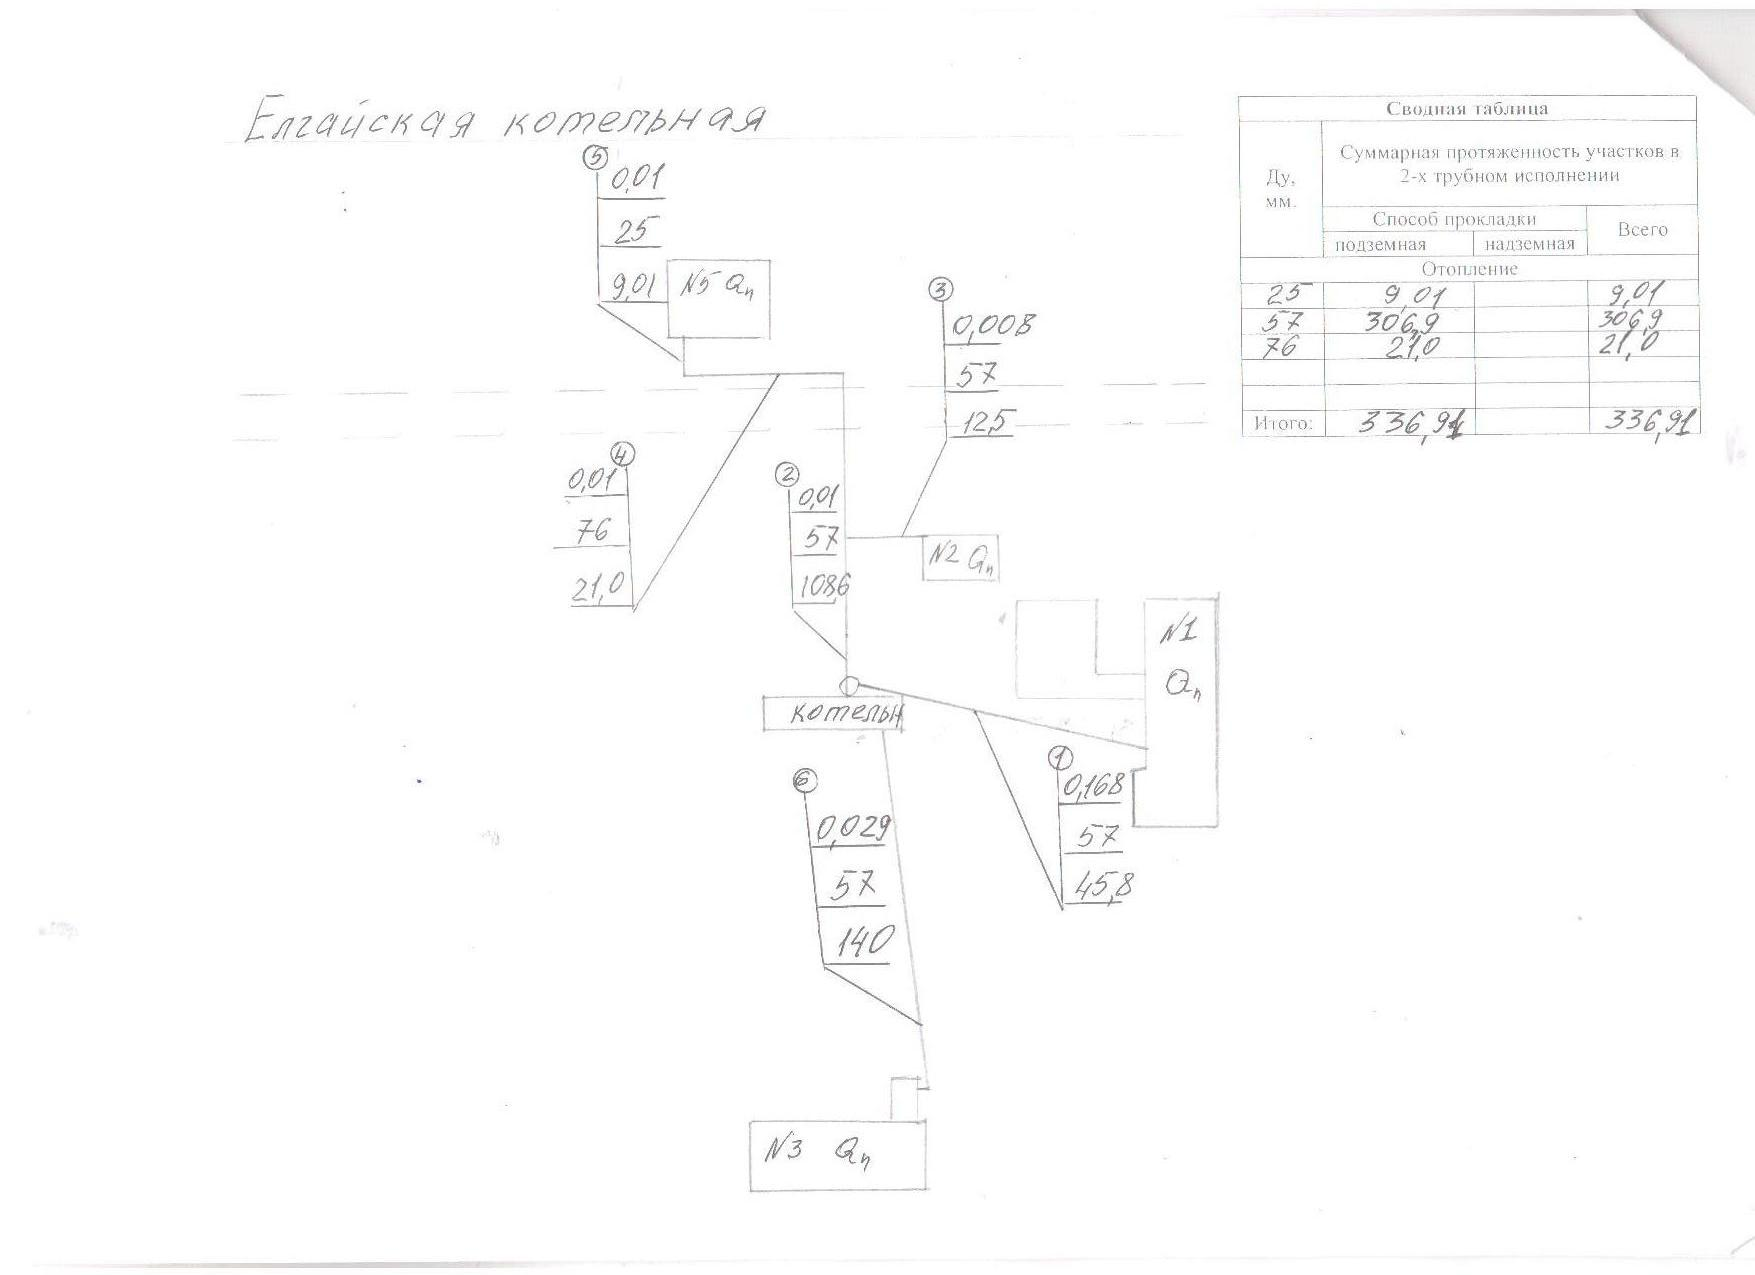 Елгайская котельная
Сводная таблица
Ду, мм.
Суммарная протяженность участков в
2-х трубном исполнении
Способ прокладки
Всего
подземная надземная
Отопление
25 9,01 9,01
57 306,9 306,9
76 21,0 21,0
Итого: 336,91 336,91
5
0,01
25
9,01
N5 Qп
3
0,008
57
12,5
4
0,01
76
21,0
2
0,01
57
108,6
N2 Qп
N1
Qп
котельн
1
0,168
57
45,8
6
0,029
57
140
N3 Qп